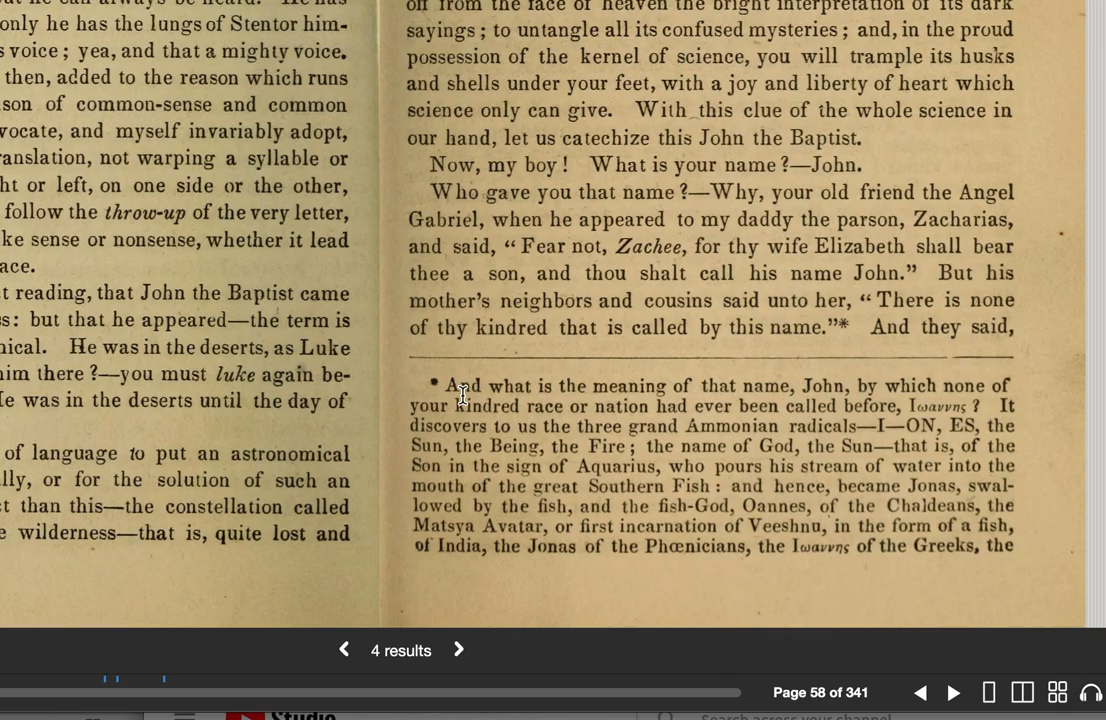 only he has the lungs of Stentor him-
s voice; yea, and that a mighty voice.
then, added to the reason which runs
son of common-sense and common
vocate, and myself invariably adopt,
ranslation, not warping a syllable or
ht or left, on one side or the other,
follow the throw-up of the very letter,
ke sense or nonsense, whether it lead
ace.
t reading, that John the Baptist came
s: but that he appeared—the term is
nical. He was in the deserts, as Luke
him there?—you must luke again be-
He was in the deserts until the day of
of language to put an astronomical
lly, or for the solution of such an
ct than this—the constellation called
e wilderness—that is, quite lost and
off from the face of heaven the bright interpretation of its dark
sayings; to untangle all its confused mysteries; and, in the proud
possession of the kernel of science, you will trample its husks
and shells under your feet, with a joy and liberty of heart which
science only can give. With this clue of the whole science in
our hand, let us catechize this John the Baptist.
Now, my boy! What is your name?—John.
Who gave you that name?—Why, your old friend the Angel
Gabriel, when he appeared to my daddy the parson, Zacharias,
and said, “Fear not, Zachee, for thy wife Elizabeth shall bear
thee a son, and thou shalt call his name John.” But his
mother's neighbors and cousins said unto her, “There is none
of thy kindred that is called by this name.”* And they said,
* And what is the meaning of that name, John, by which none of
your kindred race or nation had ever been called before, Ιωαννης? It
discovers to us the three grand Ammonian radicals—I—ON, ES, the
Sun, the Being, the Fire; the name of God, the Sun—that is, of the
Son in the sign of Aquarius, who pours his stream of water into the
mouth of the great Southern Fish: and hence, became Jonas, swal-
lowed by the fish, and the fish-God, Oannes, of the Chaldeans, the
Matsya Avatar, or first incarnation of Veeshnu, in the form of a fish,
of India, the Jonas of the Phœnicians, the Ιωαννης of the Greeks, the
4 results
Page 58 of 341
Studio
Search across your channel